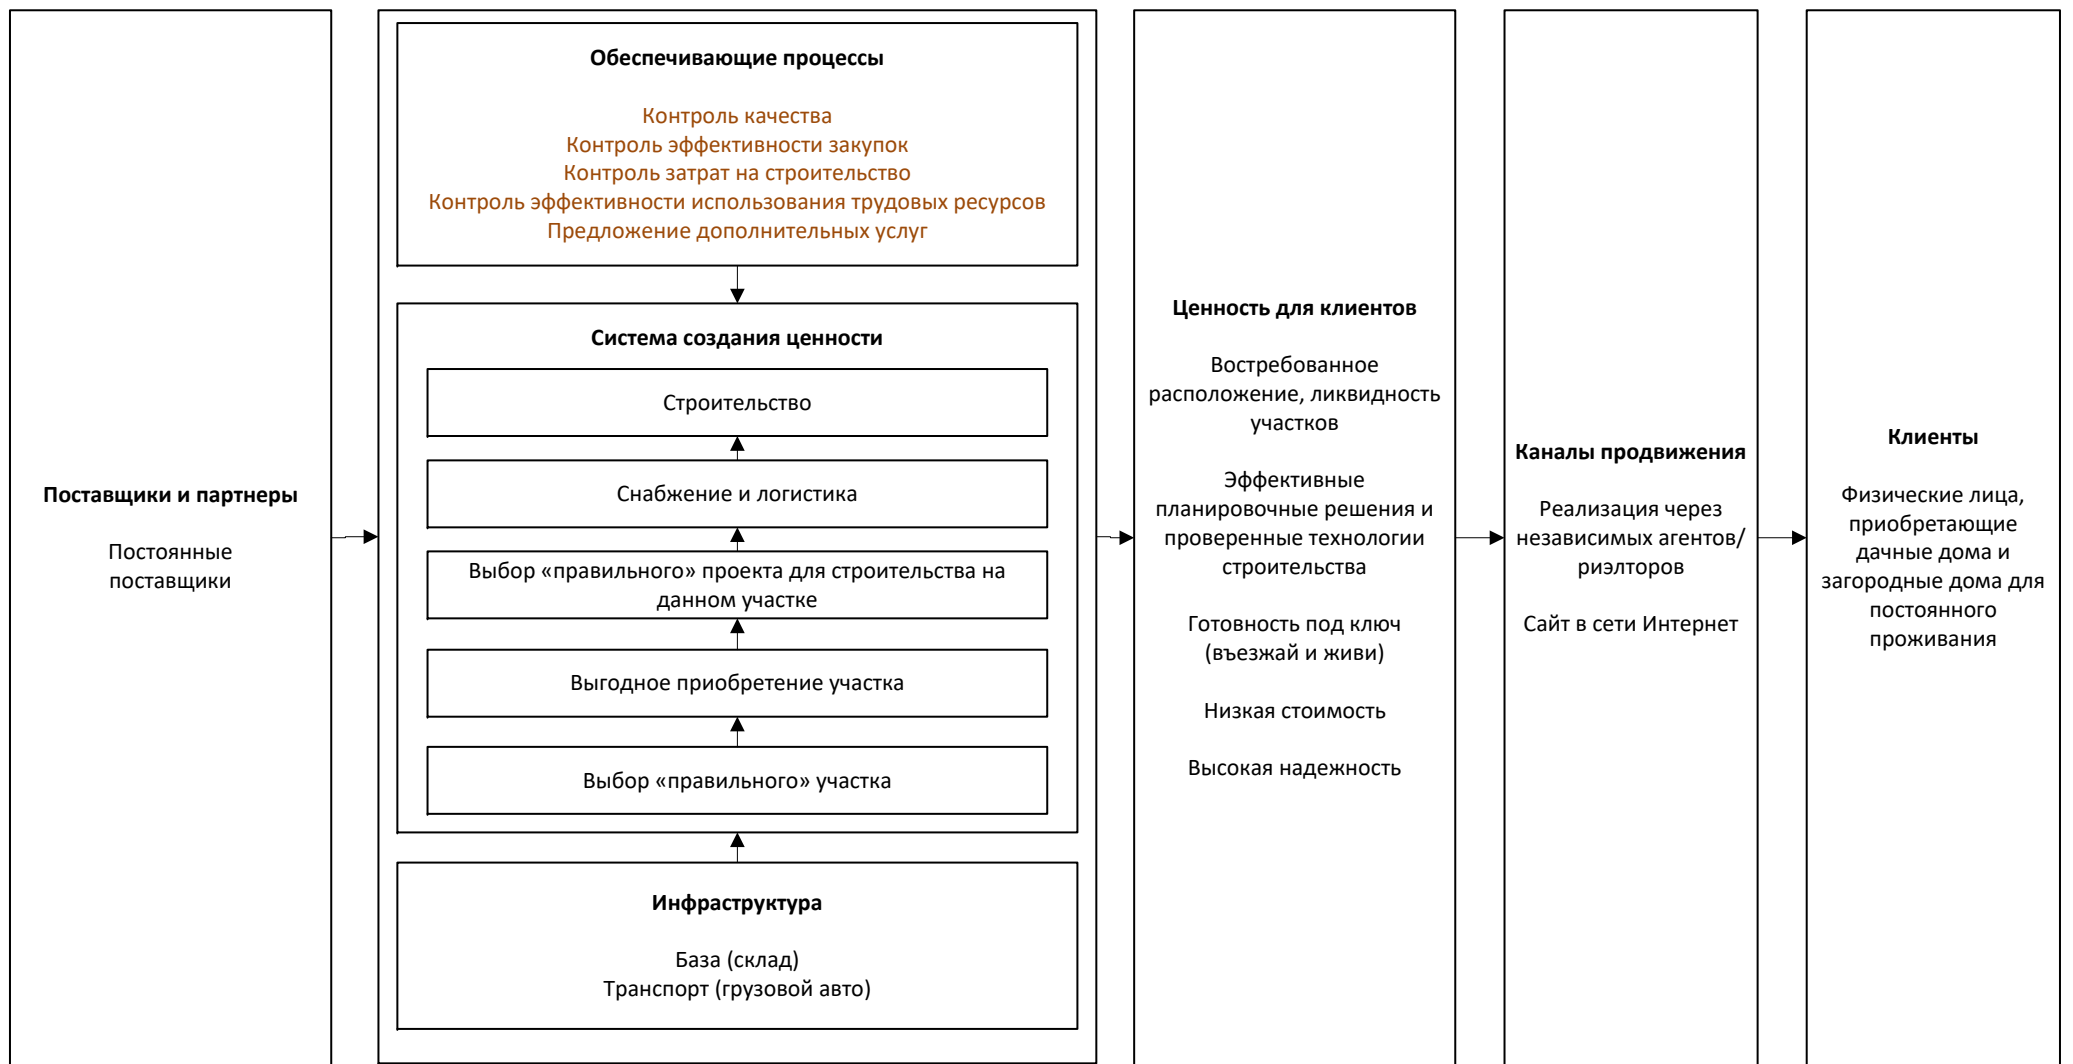 Поставщики и партнеры
Постоянные
поставщики
Обеспечивающие процессы
Контроль качества
Контроль эффективности закупок
Контроль затрат на строительство
Контроль эффективности использования трудовых ресурсов
Предложение дополнительных услуг
Система создания ценности
Строительство
Снабжение и логистика
Выбор «правильного» проекта для строительства на
данном участке
Выгодное приобретение участка
Выбор «правильного» участка
Инфраструктура
База (склад)
Транспорт (грузовой авто)
Ценность для клиентов
Востребованное
расположение, ликвидность
участков
Эффективные
планировочные решения и
проверенные технологии
строительства
Готовность под ключ
(въезжай и живи)
Низкая стоимость
Высокая надежность
Каналы продвижения
Реализация через
независимых агентов/
риэлторов
Сайт в сети Интернет
Клиенты
Физические лица,
приобретающие
дачные дома и
загородные дома для
постоянного
проживания